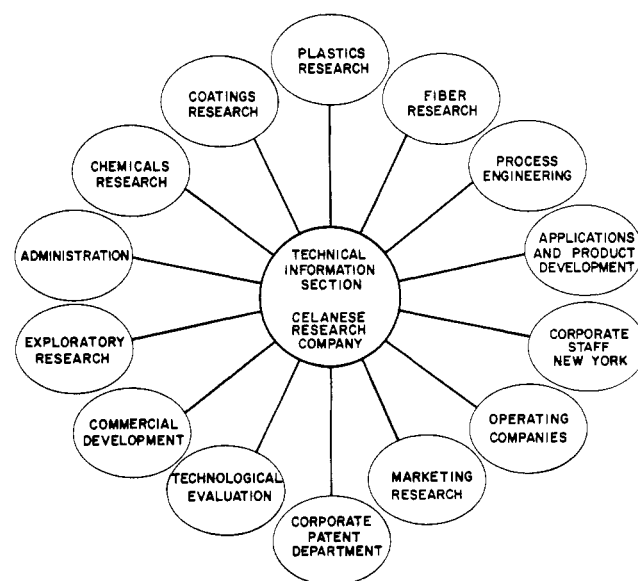 PLASTICS
RESEARCH
FIBER
RESEARCH
PROCESS
ENGINEERING
APPLICATIONS
AND PRODUCT
DEVELOPMENT
CORPORATE
STAFF
NEW YORK
OPERATING
COMPANIES
MARKETING
RESEARCH
CORPORATE
PATENT
DEPARTMENT
TECHNOLOGICAL
EVALUATION
COMMERCIAL
DEVELOPMENT
EXPLORATORY
RESEARCH
ADMINISTRATION
CHEMICALS
RESEARCH
COATINGS
RESEARCH
TECHNICAL
INFORMATION
SECTION
CELANESE
RESEARCH
COMPANY